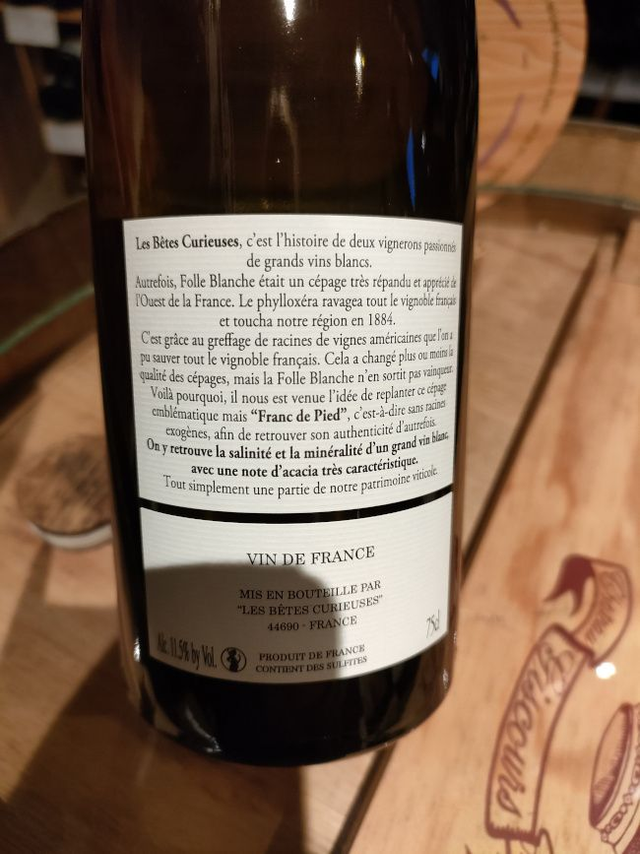 Les Bêtes Curieuses, c'est l'histoire de deux vignerons passionnés
de grands vins blancs.
Autrefois, Folle Blanche était un cépage très répandu et apprécié de
l'Ouest de la France. Le phylloxéra ravagea tout le vignoble français
et toucha notre région en 1884.
C'est grâce au greffage de racines de vignes américaines que l'on a
pu sauver tout le vignoble français. Cela a changé plus ou moins la
qualité des cépages, mais la Folle Blanche n'en sortit pas vainqueur.
Voilà pourquoi, il nous est venue l'idée de replanter ce cépage
emblématique mais "Franc de Pied", c'est-à-dire sans racines
exogènes, afin de retrouver son authenticité d'autrefois.
On y retrouve la salinité et la minéralité d'un grand vin blanc,
avec une note d'acacia très caractéristique.
Tout simplement une partie de notre patrimoine viticole.
VIN DE FRANCE
MIS EN BOUTEILLE PAR
"LES BÊTES CURIEUSES"
44690 - FRANCE
75cl
Alc. 11.5% by Vol.
PRODUIT DE FRANCE
CONTIENT DES SULFITES
Château
Giscours